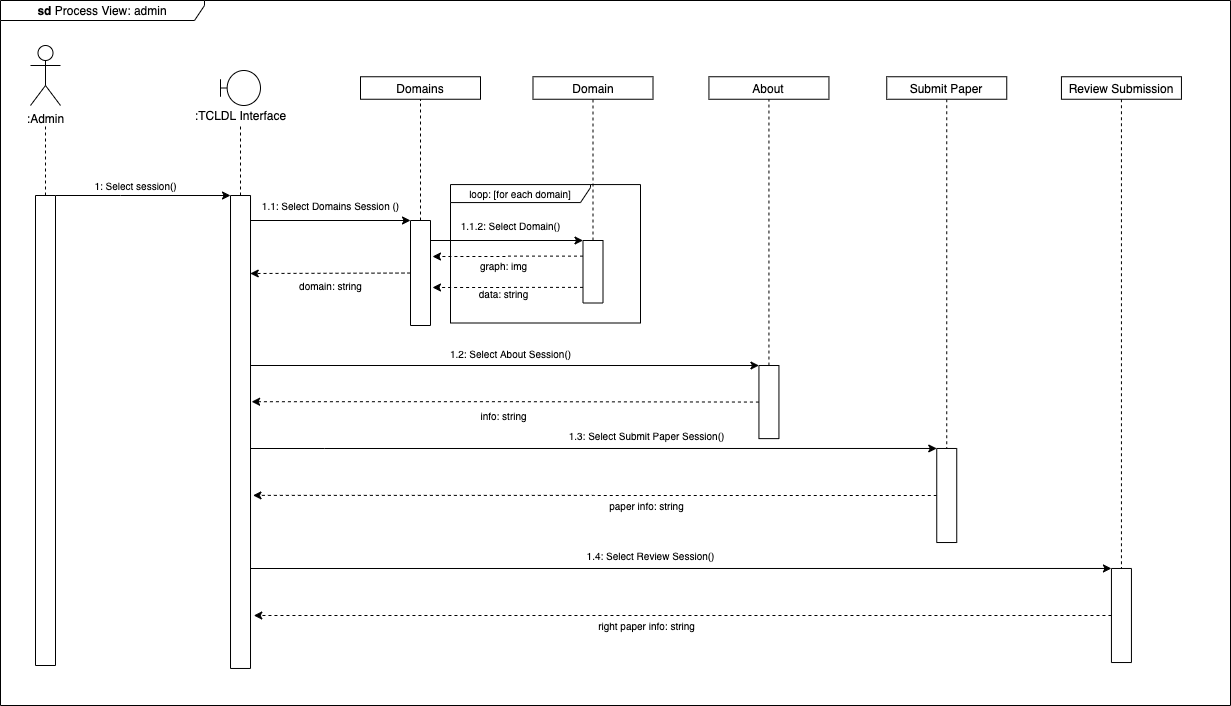 sd Process View: admin
:Admin
:TCLDL Interface
Domains
Domain
About
Submit Paper
Review Submission
1: Select session()
1.1: Select Domains Session ()
loop: [for each domain]
1.1.2: Select Domain()
graph: img
domain: string
data: string
1.2: Select About Session()
info: string
1.3: Select Submit Paper Session()
paper info: string
1.4: Select Review Session()
right paper info: string